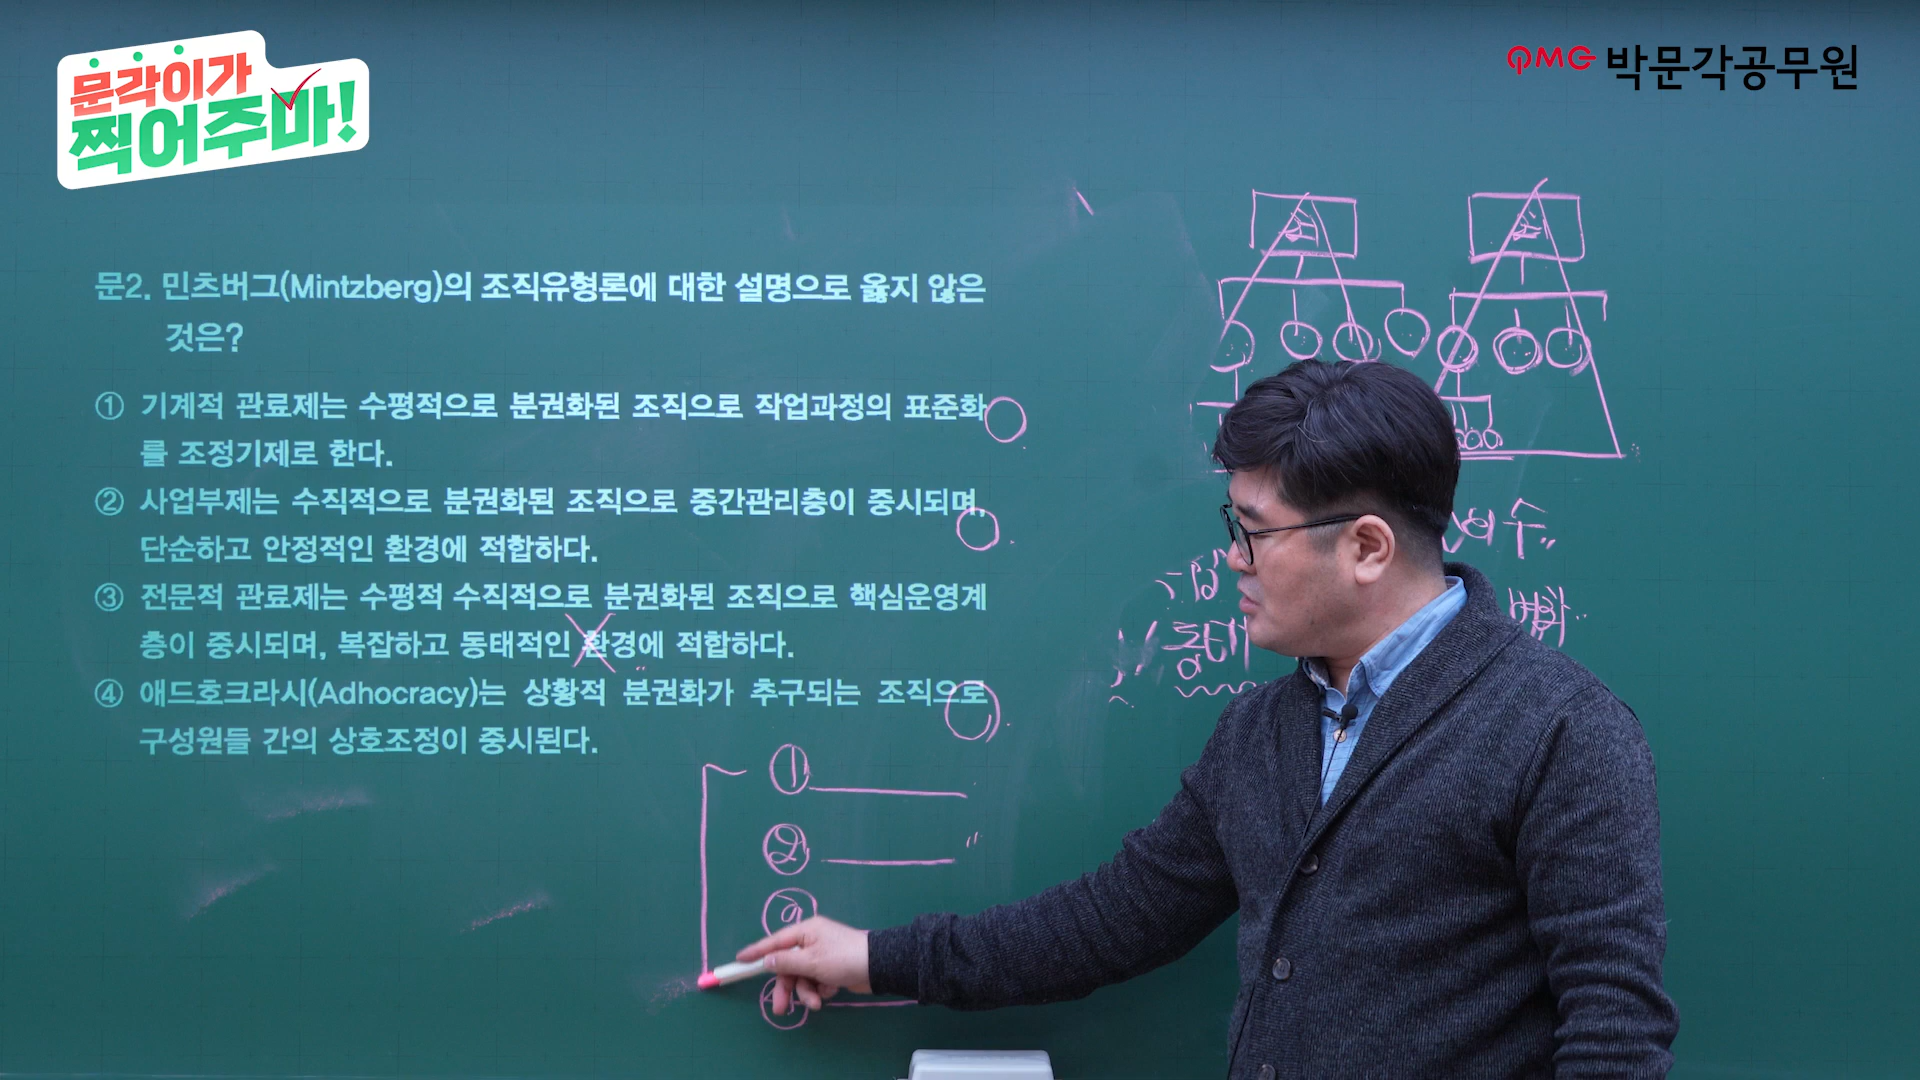 문각이가
찍어주마!
PMG 박문각공무원
문2. 민츠버그(Mintzberg)의 조직유형론에 대한 설명으로 옳지 않은
것은?
① 기계적 관료제는 수평적으로 분권화된 조직으로 작업과정의 표준화
를 조정기제로 한다.
② 사업부제는 수직적으로 분권화된 조직으로 중간관리층이 중시되며,
단순하고 안정적인 환경에 적합하다.
③ 전문적 관료제는 수평적 수직적으로 분권화된 조직으로 핵심운영계
층이 중시되며, 복잡하고 동태적인 환경에 적합하다.
④ 애드호크라시(Adhocracy)는 상황적 분권화가 추구되는 조직으로
구성원들 간의 상호조정이 중시된다.
①
②